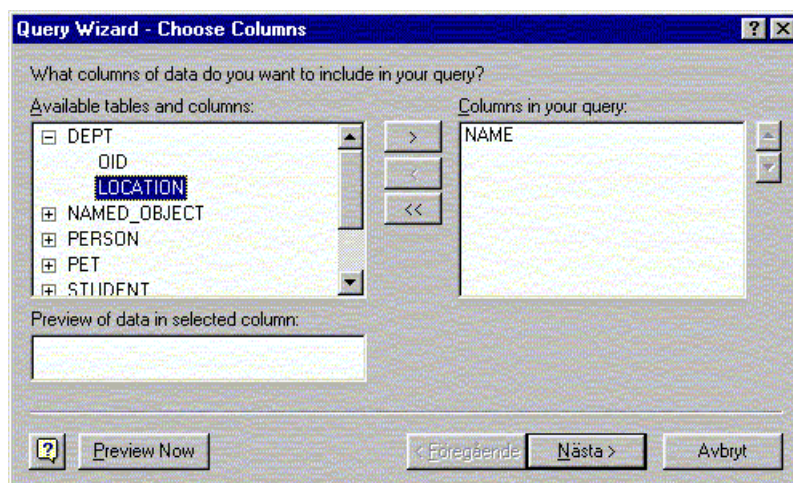 Query Wizard - Choose Columns
What columns of data do you want to include in your query?
Available tables and columns:
Columns in your query:
DEPT
OID
LOCATION
NAMED_OBJECT
PERSON
PET
STUDENT
>
<
<<
NAME
Preview of data in selected column:
Preview Now
< Föregående
Nästa >
Avbryt